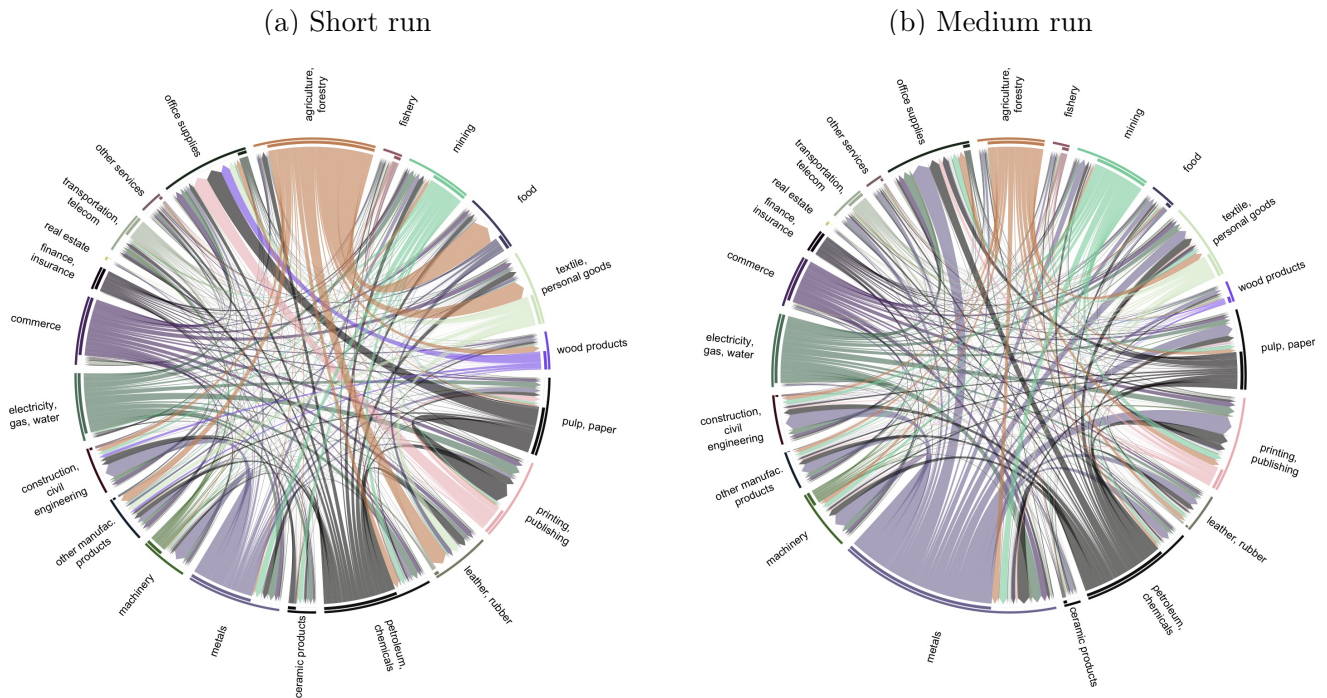 (a) Short run
agriculture,
forestry
fishery
mining
food
textile,
personal goods
wood products
pulp, paper
printing,
publishing
leather, rubber
petroleum,
chemicals
ceramic products
metals
machinery
other manufac.
products
construction,
civil
engineering
electricity,
gas, water
commerce
finance,
insurance
real estate
transportation,
telecom
other services
office supplies
(b) Medium run
agriculture,
forestry
fishery
mining
food
textile,
personal goods
wood products
pulp, paper
printing,
publishing
leather, rubber
petroleum,
chemicals
ceramic products
metals
machinery
other manufac.
products
construction,
civil
engineering
electricity,
gas, water
commerce
finance,
insurance
real estate
transportation,
telecom
other services
office supplies